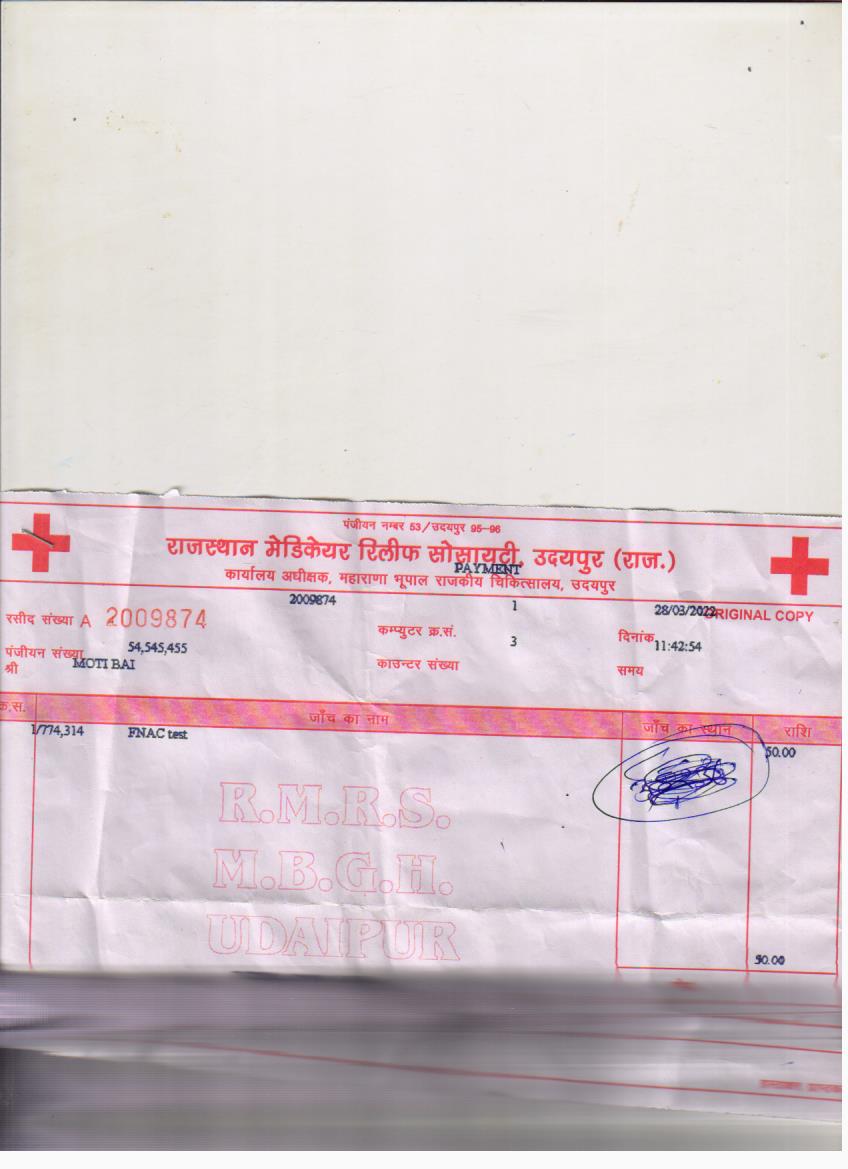 पंजीयन नम्बर 53/उदयपुर 95-96
राजस्थान मेडिकेयर रिलीफ सोसायटी, उदयपुर (राज.)
PAYMENT
कार्यालय अधीक्षक, महाराणा भूपाल राजकीय चिकित्सालय, उदयपुर
2009874 1 28/03/2022 ORIGINAL COPY
रसीद संख्या A 2009874 कम्प्युटर क्र.सं. 3 दिनांक 11:42:54
पंजीयन संख्या 54,545,455 काउन्टर संख्या समय
श्री MOTI BAI
क्र.स. जाँच का नाम जाँच का स्थान राशि
1/774,314 FNAC test 50.00
R.M.R.S.
M.B.G.H.
UDAIPUR
50.00